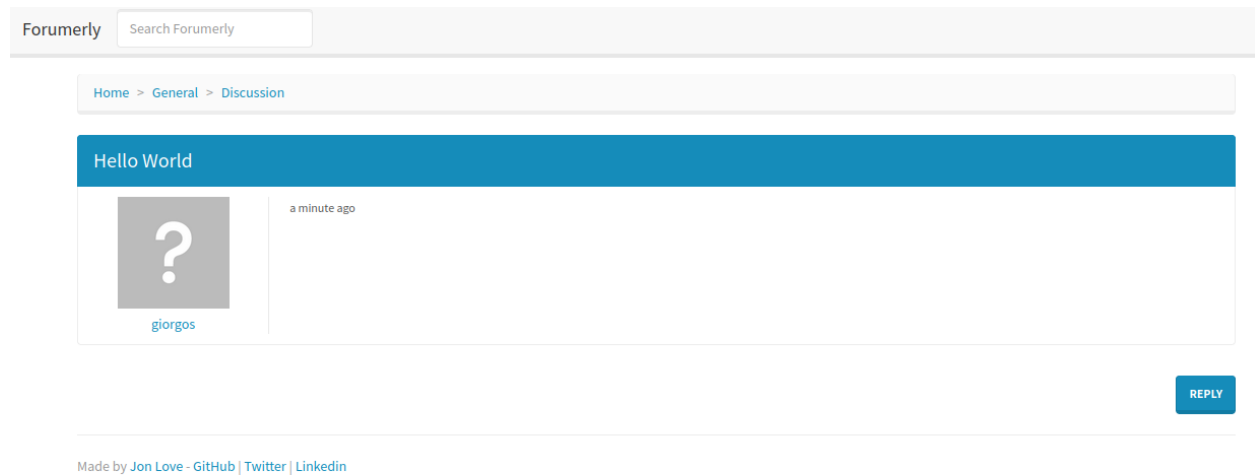 Forumerly Search Forumerly
Home > General > Discussion
Hello World
a minute ago
?
giorgos
REPLY
Made by Jon Love - GitHub | Twitter | Linkedin